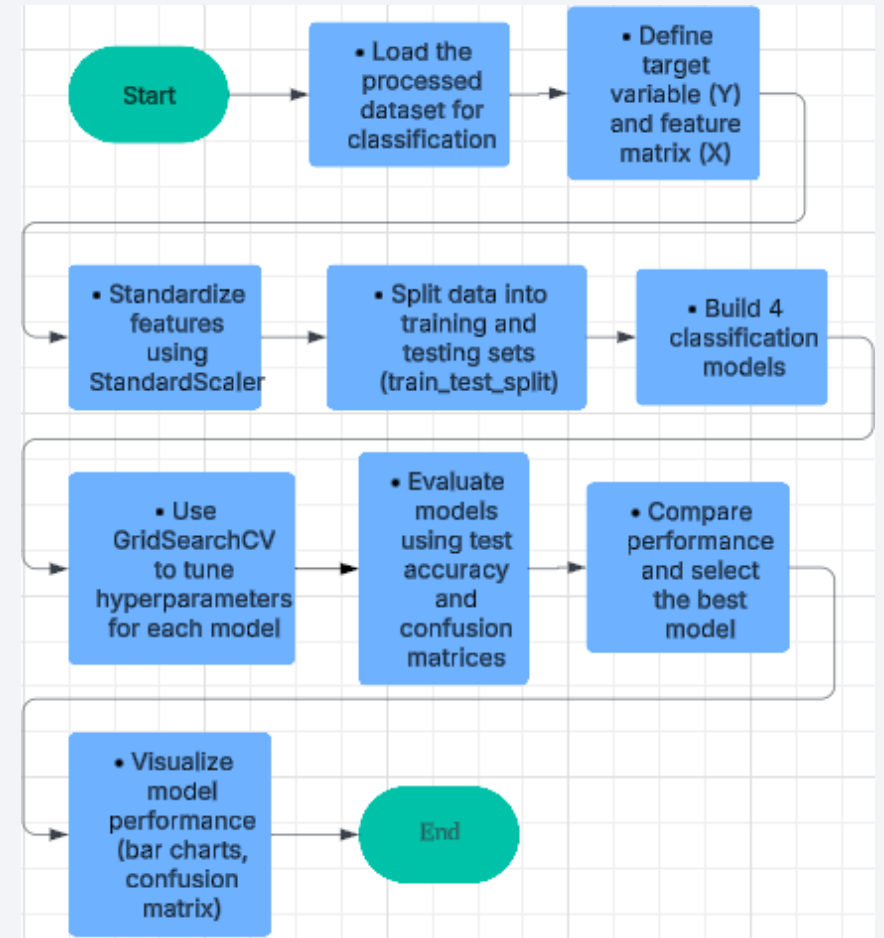 Start
• Load the
processed
dataset for
classification
• Define
target
variable (Y)
and feature
matrix (X)
▪ Standardize
features
using
StandardScaler
▪ Split data into
training and
testing sets
(train_test_split)
▪ Build 4
classification
models
▪ Use
GridSearchCV
to tune
hyperparameters
for each model
• Evaluate
models
using test
accuracy
and
confusion
matrices
• Compare
performance
and select
the best
model
• Visualize
model
performance
(bar charts,
confusion
matrix)
End